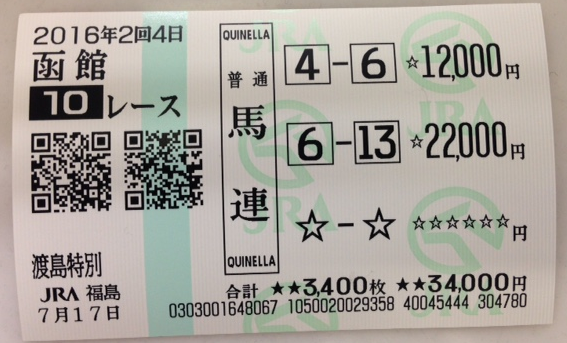 2016年2回4日
函館
10レース
渡島特別
JRA 福島
7月17日
QUINELLA
普通
馬連
QUINELLA
4-6 ☆12,000円
6-13 ☆22,000円
☆-☆ ☆☆☆☆☆☆円
合計 ★★3,400枚 ★★34,000円
0303001648067 1050020029358 40045444 304780
JRA
JRA
JRA